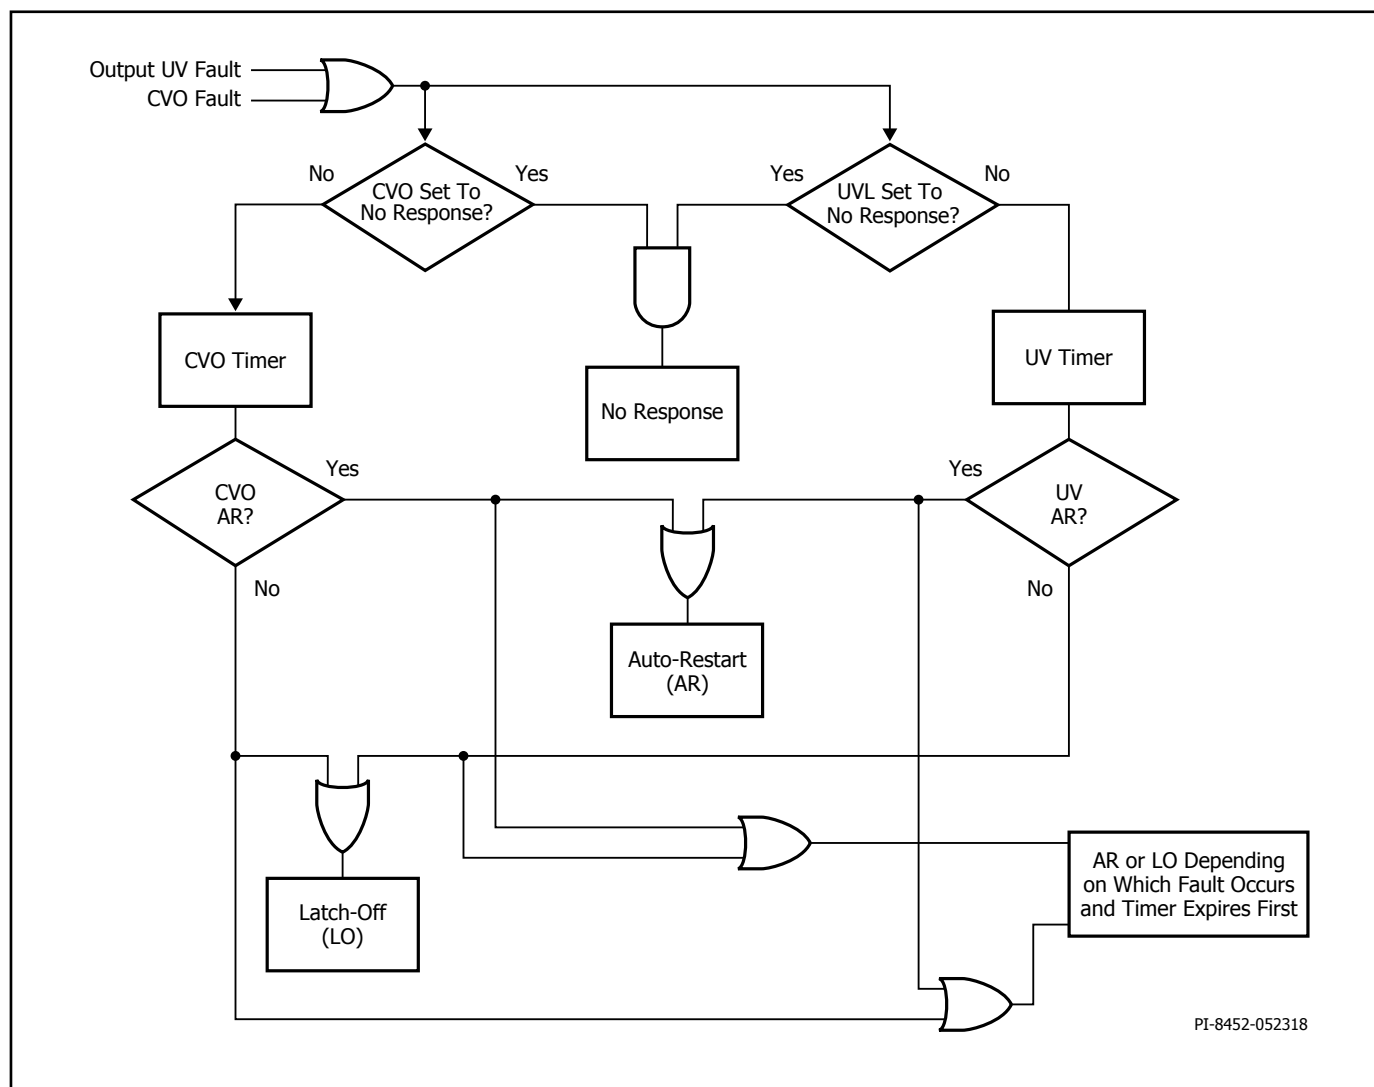 Output UV Fault
CVO Fault
No
CVO Set To
No Response?
Yes
Yes
UVL Set To
No Response?
No
CVO Timer
No Response
UV Timer
CVO
AR?
Yes
No
Yes
UV
AR?
No
Auto-Restart
(AR)
Latch-Off
(LO)
AR or LO Depending
on Which Fault Occurs
and Timer Expires First
PI-8452-052318